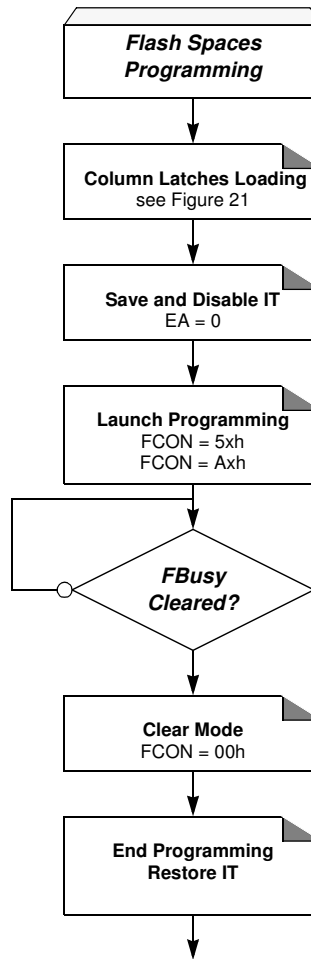 Flash Spaces
Programming
Column Latches Loading
see Figure 21
Save and Disable IT
EA = 0
Launch Programming
FCON = 5xh
FCON = Axh
FBusy
Cleared?
Clear Mode
FCON = 00h
End Programming
Restore IT